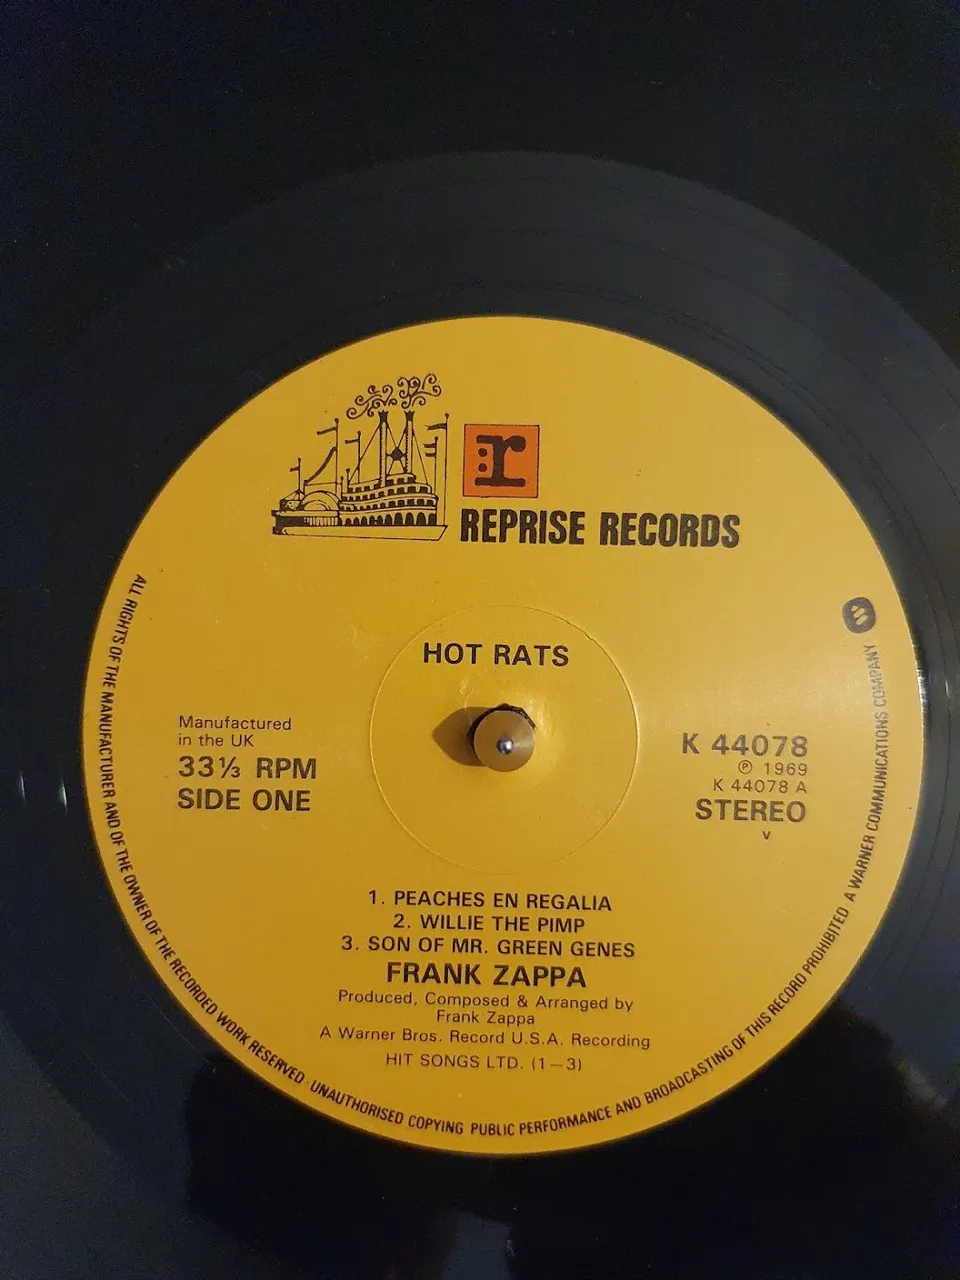 r
REPRISE RECORDS
HOT RATS
Manufactured
in the UK
33⅓ RPM
SIDE ONE
K 44078
℗ 1969
K 44078 A
STEREO
v
1. PEACHES EN REGALIA
2. WILLIE THE PIMP
3. SON OF MR. GREEN GENES
FRANK ZAPPA
Produced, Composed & Arranged by
Frank Zappa
A Warner Bros. Record U.S.A. Recording
HIT SONGS LTD. (1—3)
ALL RIGHTS OF THE MANUFACTURER AND OF THE OWNER OF THE RECORDED WORK RESERVED · UNAUTHORISED COPYING PUBLIC PERFORMANCE AND BROADCASTING OF THIS RECORD PROHIBITED · A WARNER COMMUNICATIONS COMPANY